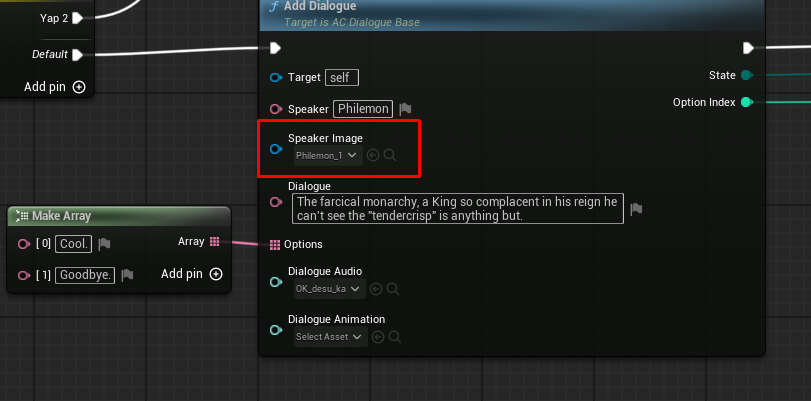 Yap 2
Default
Add pin
Add Dialogue
Target is AC Dialogue Base
Target self
Speaker Philemon
Speaker Image
Philemon_1
Dialogue
The farcical monarchy, a King so complacent in his reign he
can't see the "tendercrisp" is anything but.
Options
Dialogue Audio
OK_desu_ka
Dialogue Animation
Select Asset
State
Option Index
Make Array
[ 0] Cool.
Array
[ 1] Goodbye.
Add pin